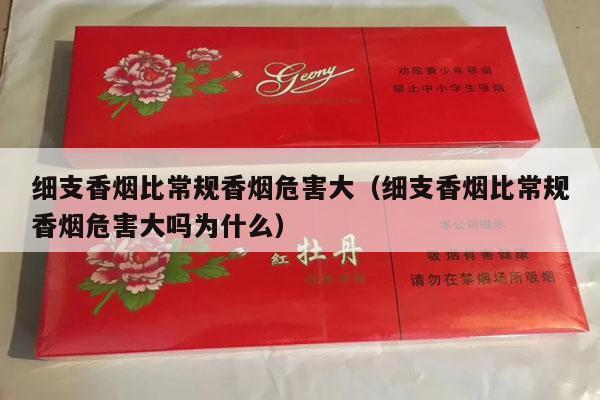 Geony
劝阻青少年吸烟
禁止中小学生吸烟
细支香烟比常规香烟危害大（细支香烟比常规
香烟危害大吗为什么）
本公司提示
紅 牡丹
吸烟有害健康
请勿在禁烟场所吸烟